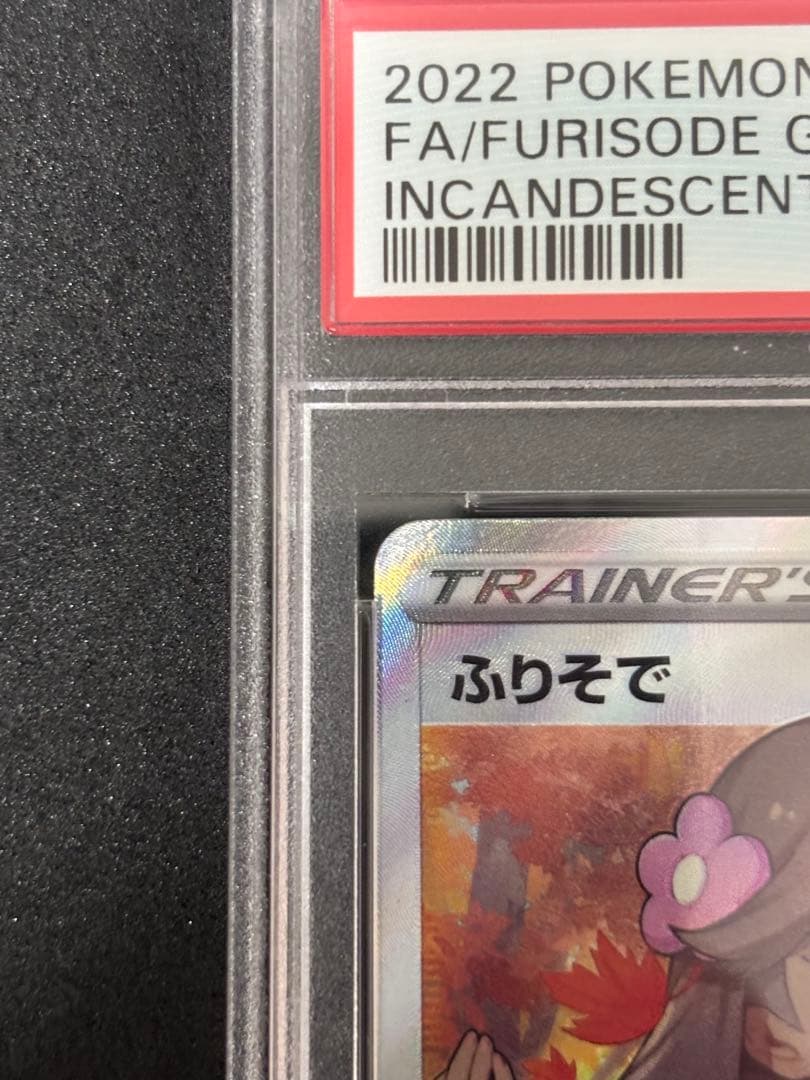 2022 POKEMON
FA/FURISODE G
INCANDESCENT
TRAINER'S
ふりそで